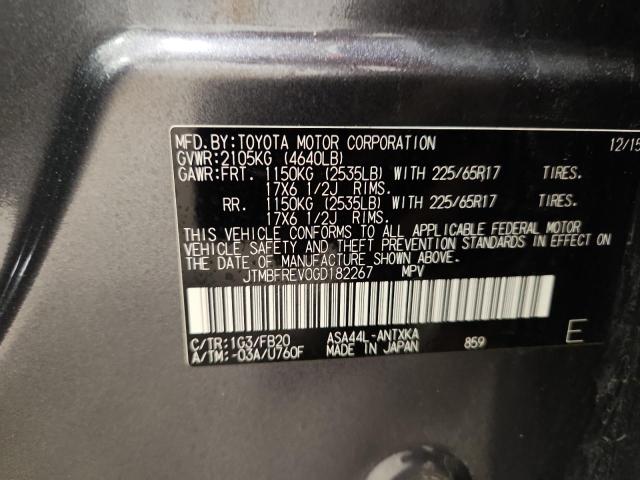 MFD.BY:TOYOTA MOTOR CORPORATION 12/15
GVWR:2105KG (4640LB)
GAWR:FRT. 1150KG (2535LB) WITH 225/65R17 TIRES.
17X6 1/2J RIMS.
RR. 1150KG (2535LB) WITH 225/65R17 TIRES.
17X6 1/2J RIMS.
THIS VEHICLE CONFORMS TO ALL APPLICABLE FEDERAL MOTOR
VEHICLE SAFETY AND THEFT PREVENTION STANDARDS IN EFFECT ON
THE DATE OF MANUFACTURE SHOWN ABOVE.
JTMBFREV0GD182267 MPV
C/TR:1G3/FB20 ASA44L-ANTXKA
A/TM:-03A/U760F MADE IN JAPAN 859 E